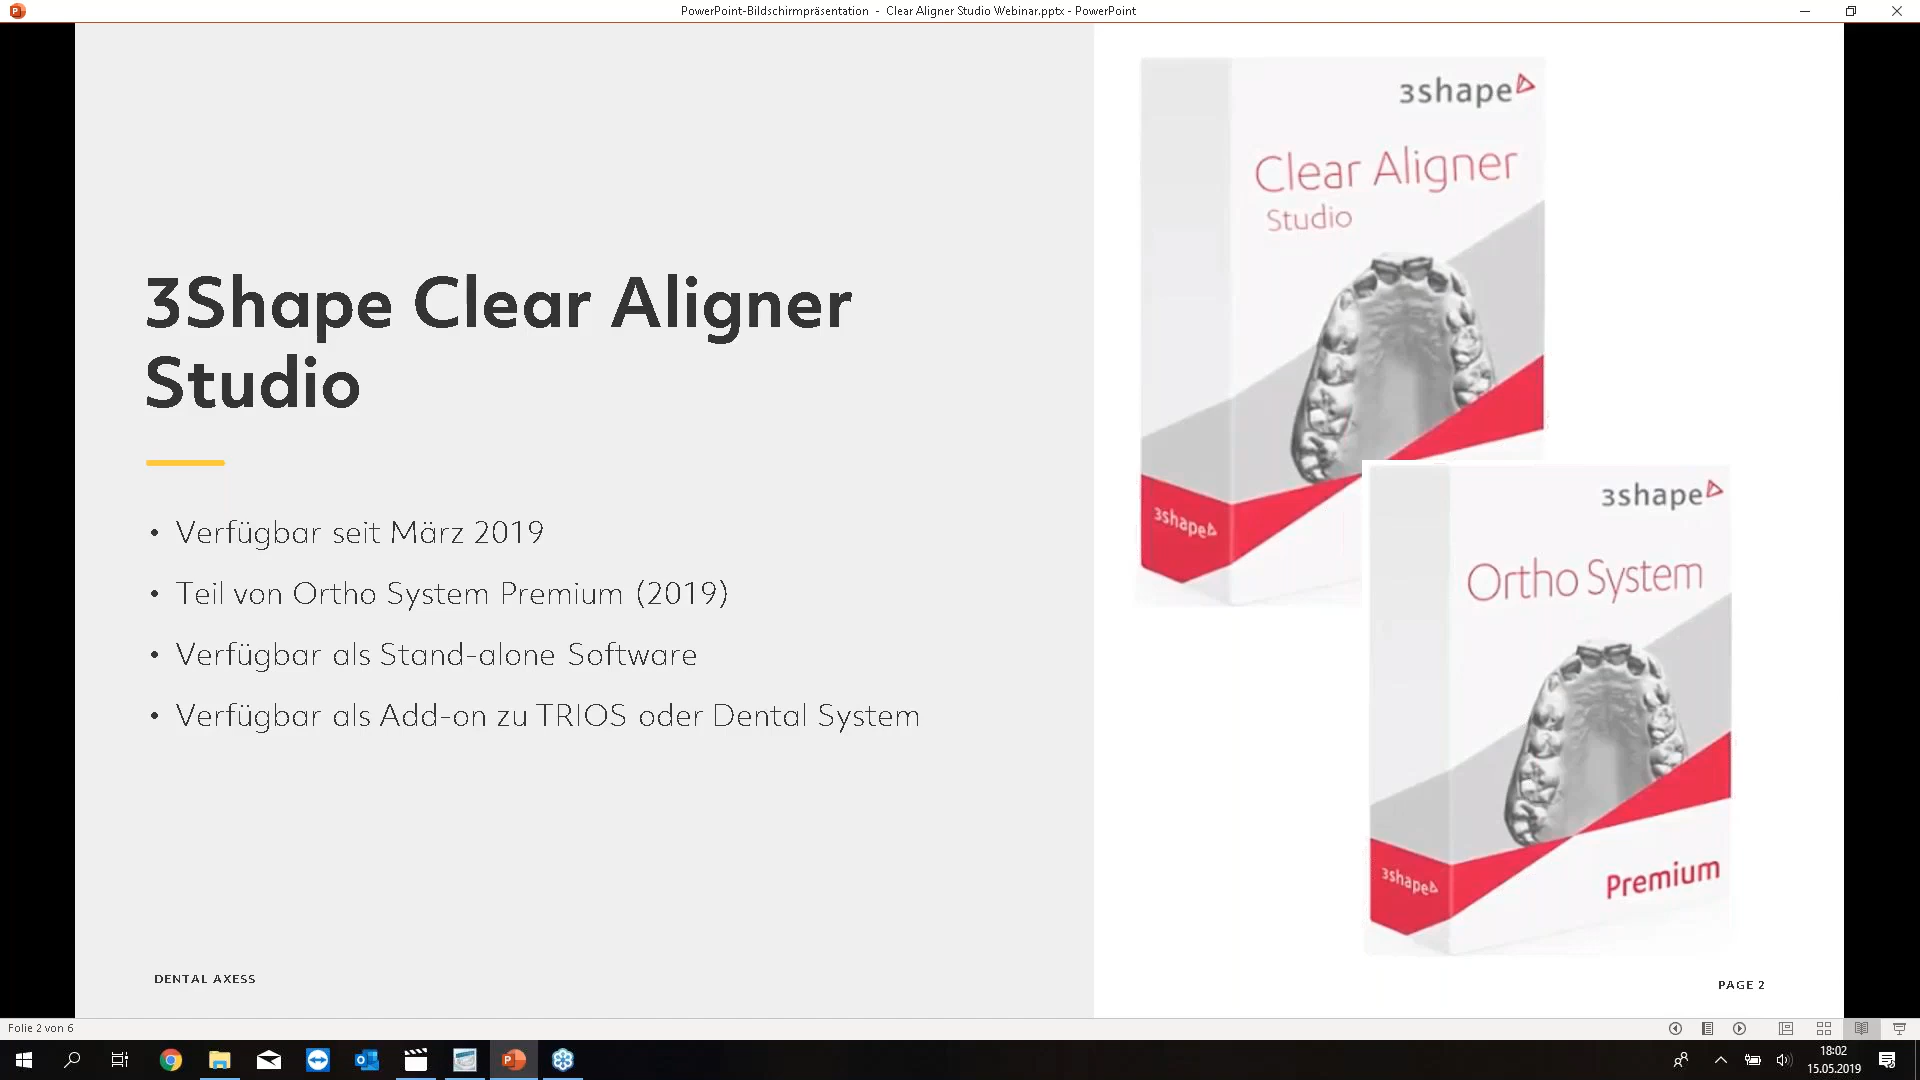 PowerPoint-Bildschirmpräsentation - Clear Aligner Studio Webinar.pptx - PowerPoint
3Shape Clear Aligner
Studio
• Verfügbar seit März 2019
• Teil von Ortho System Premium (2019)
• Verfügbar als Stand-alone Software
• Verfügbar als Add-on zu TRIOS oder Dental System
DENTAL AXESS
3shape
Clear Aligner
Studio
3shape
3shape
Ortho System
3shape
Premium
PAGE 2
Folie 2 von 6
18:02
15.05.2019